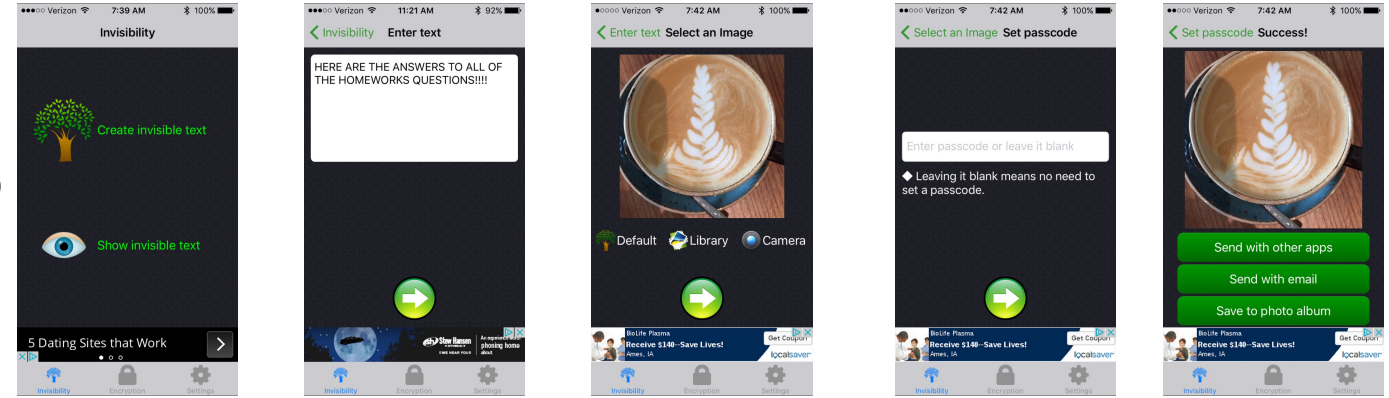 Verizon 7:39 AM 100%
Invisibility
Create invisible text
Show invisible text
5 Dating Sites that Work
Invisibility Encryption Settings
Verizon 11:21 AM 92%
Invisibility Enter text
HERE ARE THE ANSWERS TO ALL OF
THE HOMEWORKS QUESTIONS!!!!
Stew Hansen
phoning home
about.
Invisibility Encryption Settings
Verizon 7:42 AM 100%
Enter text Select an Image
Default Library Camera
BioLife Plasma
Receive $140--Save Lives!
Ames, IA
Get Coupon
localsaver
Invisibility Encryption Settings
Verizon 7:42 AM 100%
Select an Image Set passcode
Enter passcode or leave it blank
Leaving it blank means no need to
set a passcode.
BioLife Plasma
Receive $140--Save Lives!
Ames, IA
Get Coupon
localsaver
Invisibility Encryption Settings
Verizon 7:42 AM 100%
Set passcode Success!
Send with other apps
Send with email
Save to photo album
BioLife Plasma
Receive $140--Save Lives!
Ames, IA
Get Coupon
localsaver
Invisibility Encryption Settings